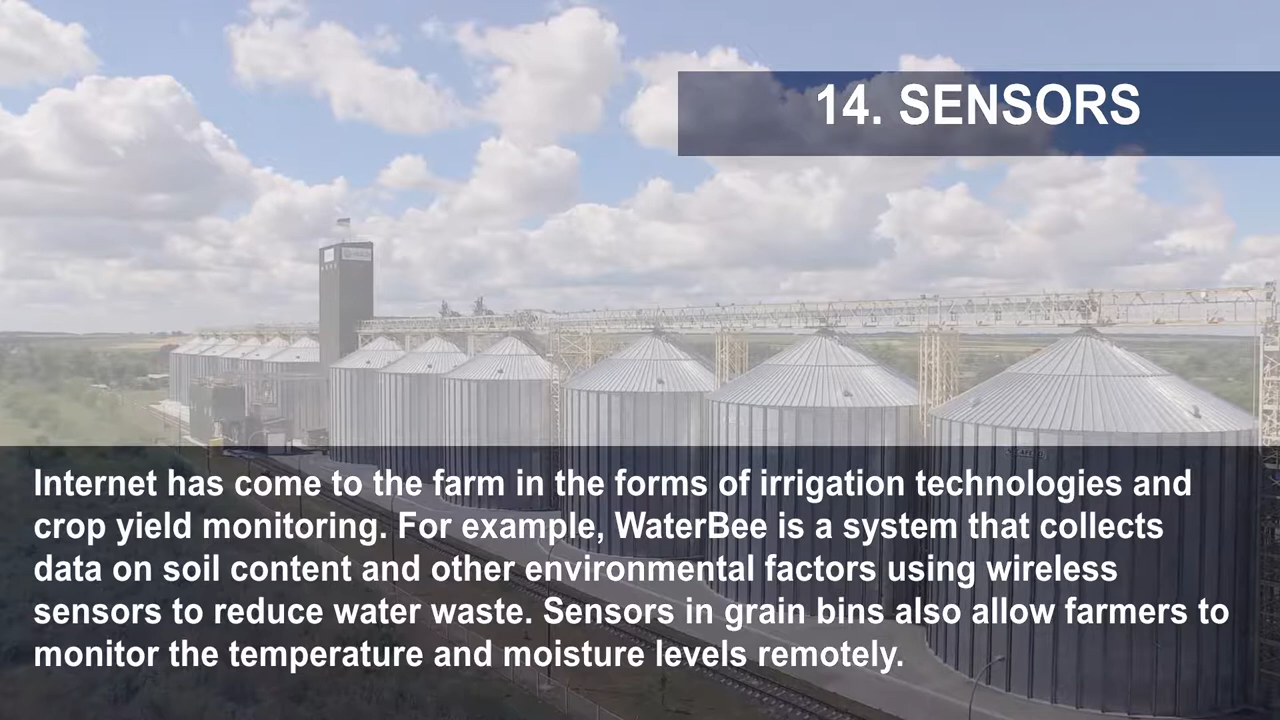 14. SENSORS
Internet has come to the farm in the forms of irrigation technologies and
crop yield monitoring. For example, WaterBee is a system that collects
data on soil content and other environmental factors using wireless
sensors to reduce water waste. Sensors in grain bins also allow farmers to
monitor the temperature and moisture levels remotely.